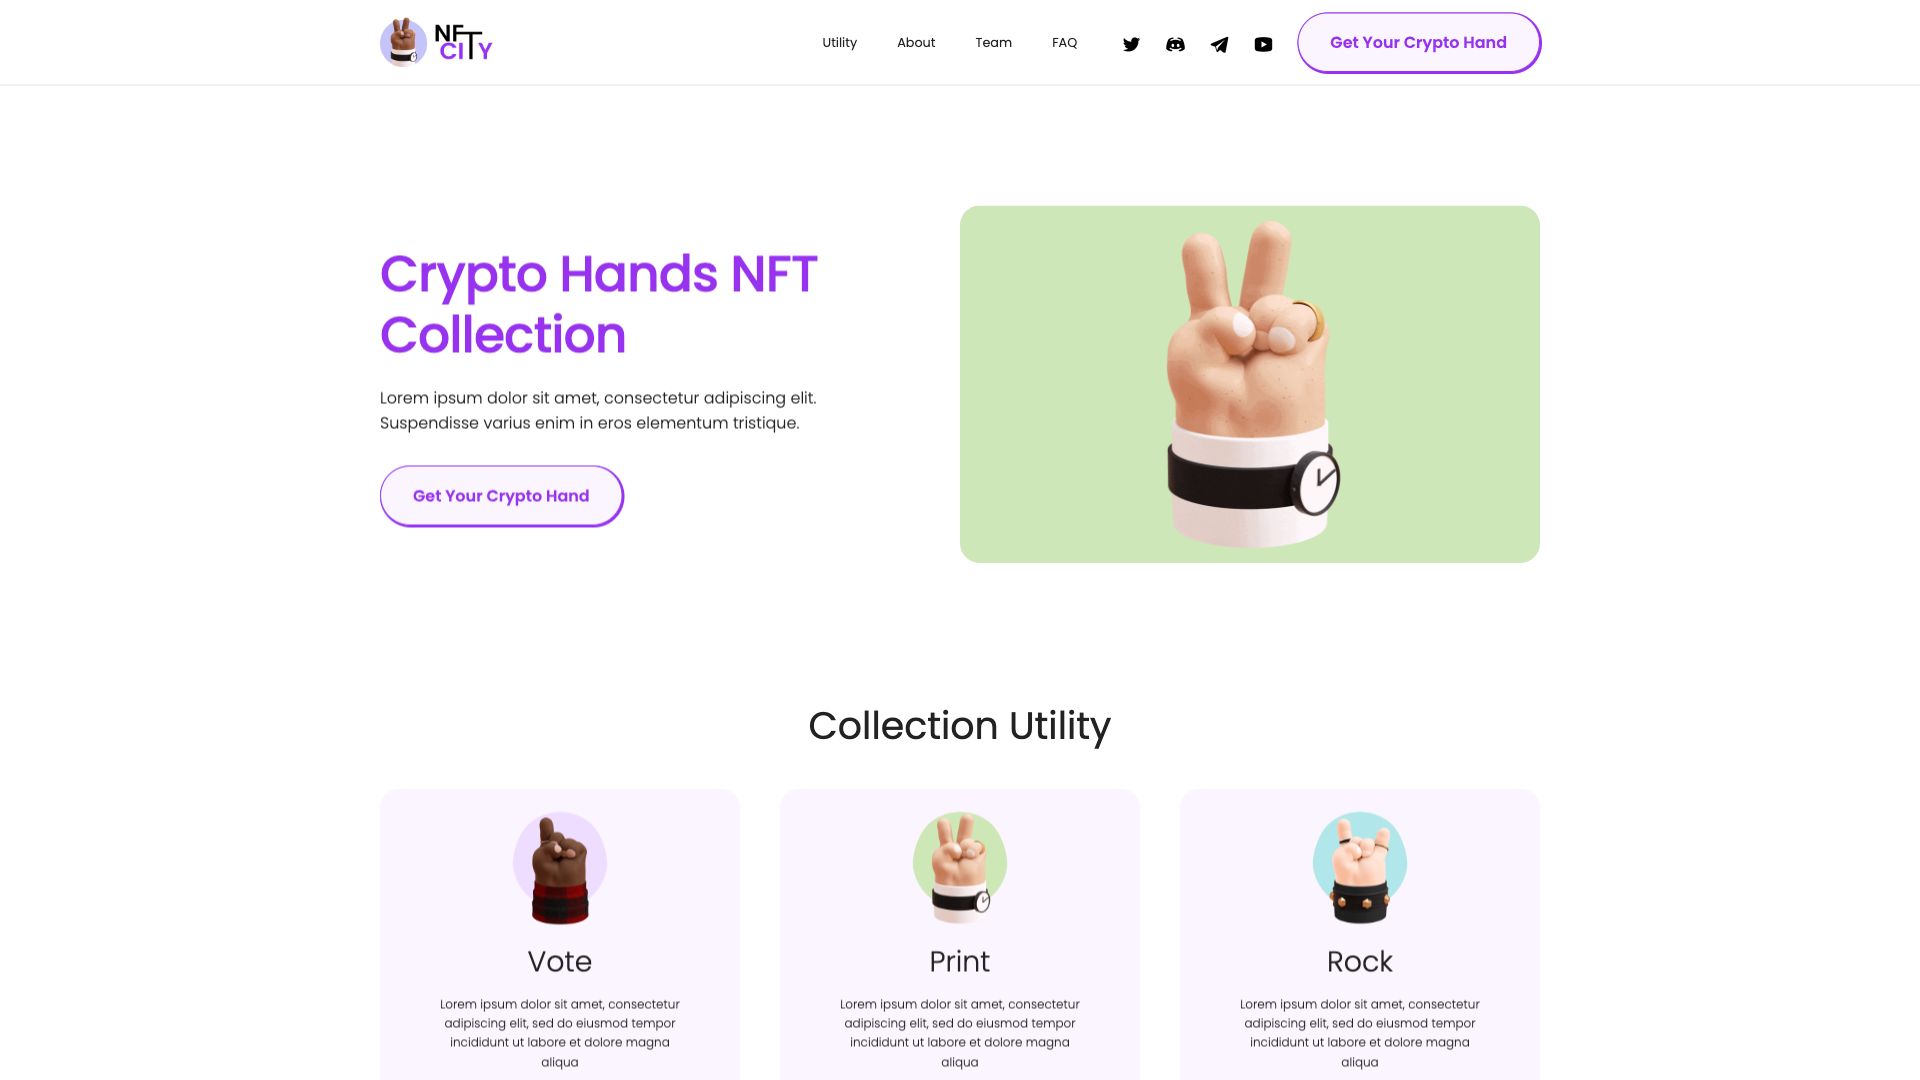 NFT
CITY
Utility
About
Team
FAQ
Get Your Crypto Hand
Crypto Hands NFT
Collection
Lorem ipsum dolor sit amet, consectetur adipiscing elit.
Suspendisse varius enim in eros elementum tristique.
Get Your Crypto Hand
Collection Utility
Vote
Lorem ipsum dolor sit amet, consectetur
adipiscing elit, sed do eiusmod tempor
incididunt ut labore et dolore magna
aliqua
Print
Lorem ipsum dolor sit amet, consectetur
adipiscing elit, sed do eiusmod tempor
incididunt ut labore et dolore magna
aliqua
Rock
Lorem ipsum dolor sit amet, consectetur
adipiscing elit, sed do eiusmod tempor
incididunt ut labore et dolore magna
aliqua